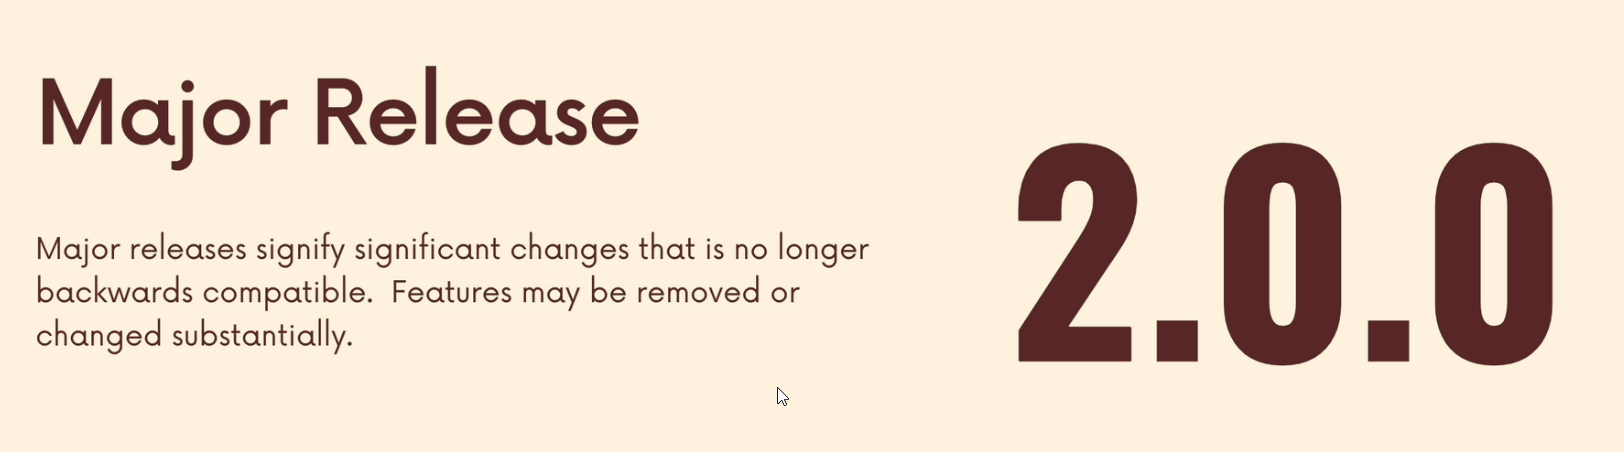 Major Release
Major releases signify significant changes that is no longer
backwards compatible.  Features may be removed or
changed substantially.
2.0.0